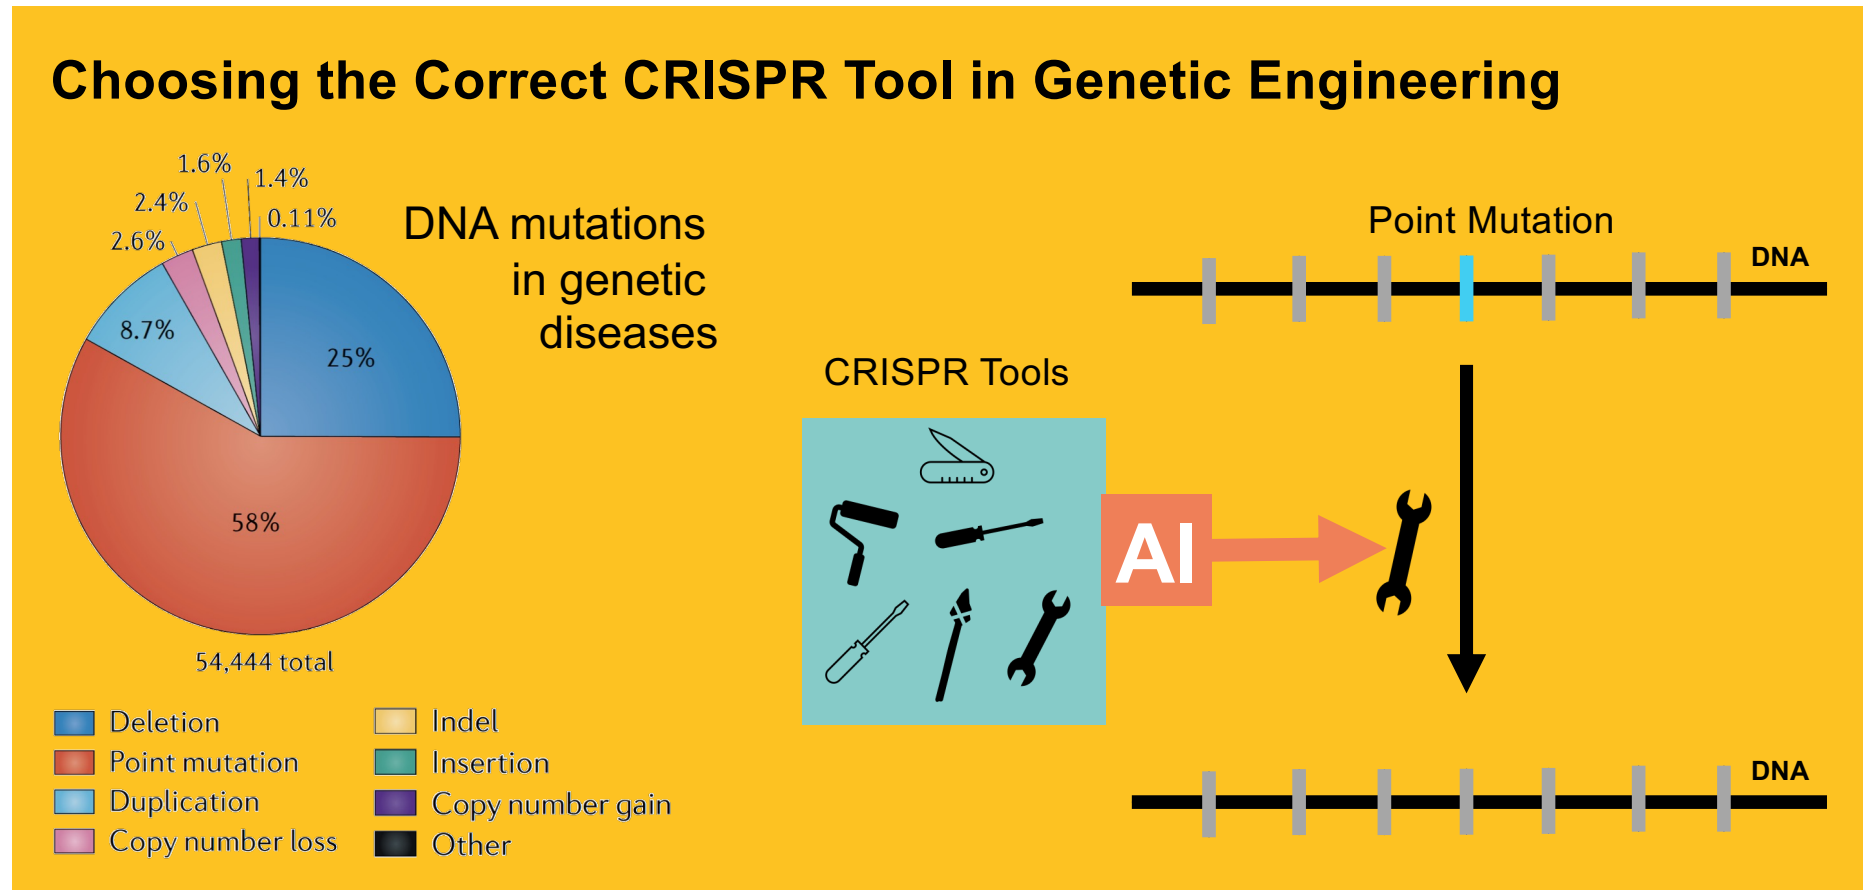 Choosing the Correct CRISPR Tool in Genetic Engineering
1.6%
1.4%
2.4%
0.11%
2.6%
8.7%
25%
58%
54,444 total
DNA mutations
in genetic
diseases
Deletion
Point mutation
Duplication
Copy number loss
Indel
Insertion
Copy number gain
Other
CRISPR Tools
AI
Point Mutation
DNA
DNA